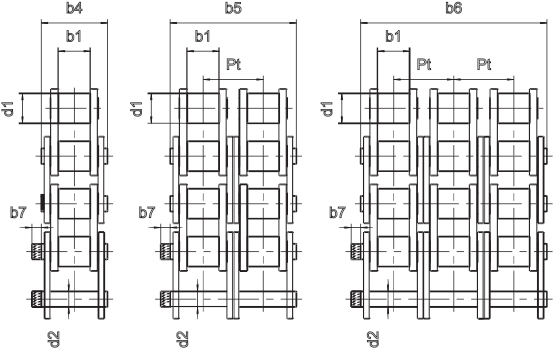 b4 b5 b6
b1 b1 b1
Pt Pt Pt
d1 d1 d1
b7 b7 b7
d2 d2 d2